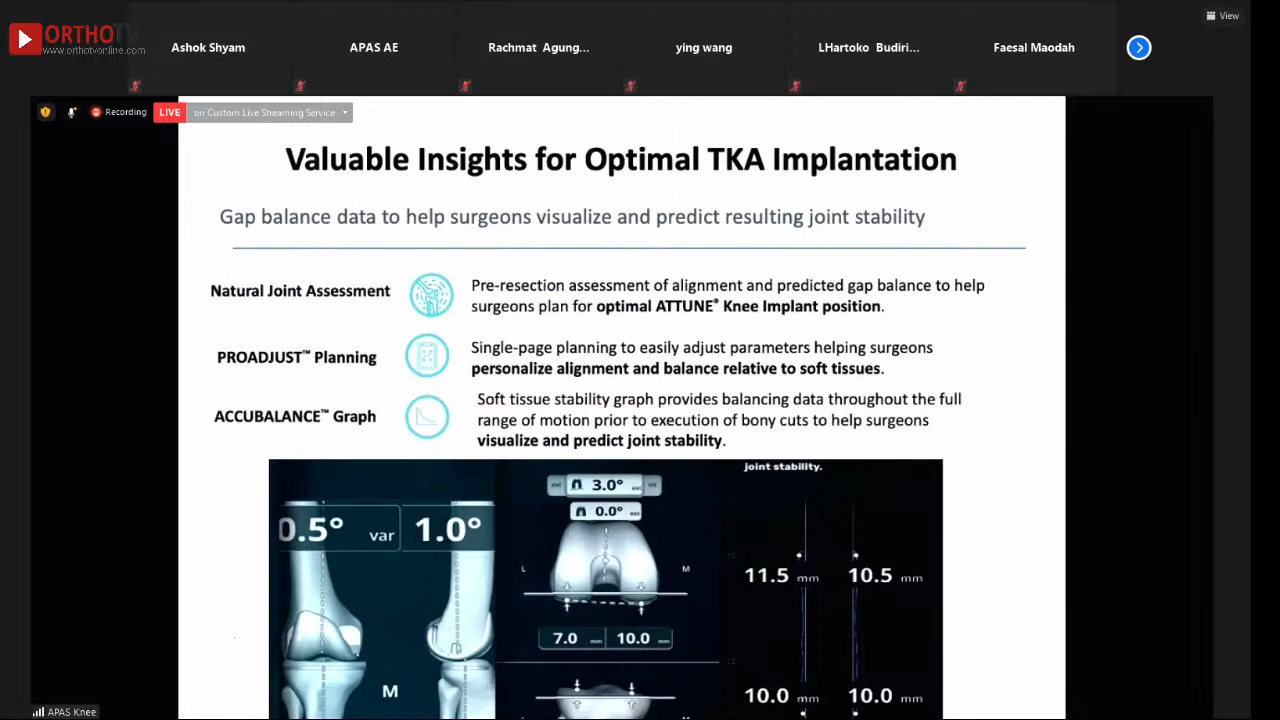 ORTHOTV
www.orthotvonline.com
View
Ashok Shyam
APAS AE
Rachmat Agung...
ying wang
LHartoko Budiri...
Faesal Maodah
Recording
LIVE
on Custom Live Streaming Service
Valuable Insights for Optimal TKA Implantation
Gap balance data to help surgeons visualize and predict resulting joint stability
Natural Joint Assessment
Pre-resection assessment of alignment and predicted gap balance to help
surgeons plan for optimal ATTUNE® Knee Implant position.
PROADJUST™ Planning
Single-page planning to easily adjust parameters helping surgeons
personalize alignment and balance relative to soft tissues.
ACCUBALANCE™ Graph
Soft tissue stability graph provides balancing data throughout the full
range of motion prior to execution of bony cuts to help surgeons
visualize and predict joint stability.
joint stability.
ext 3.0° ext int
0.0° ext
0.5° var 1.0°
L M
11.5 mm 10.5 mm
7.0 mm 10.0 mm
M
10.0 mm 10.0 mm
L M
APAS Knee